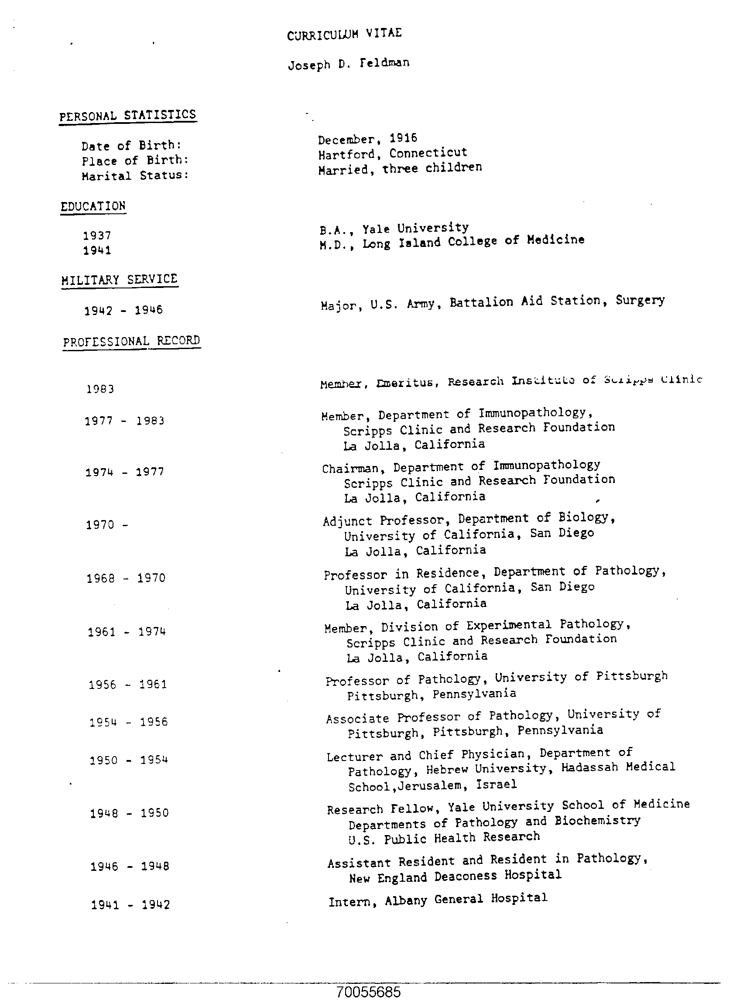 CURRICULUM VITAE
Joseph D. Feldman
PERSONAL STATISTICS
Date of Birth: December, 1916
Place of Birth: Hartford, Connecticut
Marital Status: Married, three children
EDUCATION
1937 B.A., Yale University
1941 M.D., Long Island College of Medicine
MILITARY SERVICE
1942 - 1946 Major, U.S. Army, Battalion Aid Station, Surgery
PROFESSIONAL RECORD
1983 Member, Emeritus, Research Institute of Scripps Clinic
1977 - 1983 Member, Department of Immunopathology,
Scripps Clinic and Research Foundation
La Jolla, California
1974 - 1977 Chairman, Department of Immunopathology
Scripps Clinic and Research Foundation
La Jolla, California
1970 - Adjunct Professor, Department of Biology,
University of California, San Diego
La Jolla, California
1968 - 1970 Professor in Residence, Department of Pathology,
University of California, San Diego
La Jolla, California
1961 - 1974 Member, Division of Experimental Pathology,
Scripps Clinic and Research Foundation
La Jolla, California
1956 - 1961 Professor of Pathology, University of Pittsburgh
Pittsburgh, Pennsylvania
1954 - 1956 Associate Professor of Pathology, University of
Pittsburgh, Pittsburgh, Pennsylvania
1950 - 1954 Lecturer and Chief Physician, Department of
Pathology, Hebrew University, Hadassah Medical
School,Jerusalem, Israel
1948 - 1950 Research Fellow, Yale University School of Medicine
Departments of Pathology and Biochemistry
U.S. Public Health Research
1946 - 1948 Assistant Resident and Resident in Pathology,
New England Deaconess Hospital
1941 - 1942 Intern, Albany General Hospital
70055685